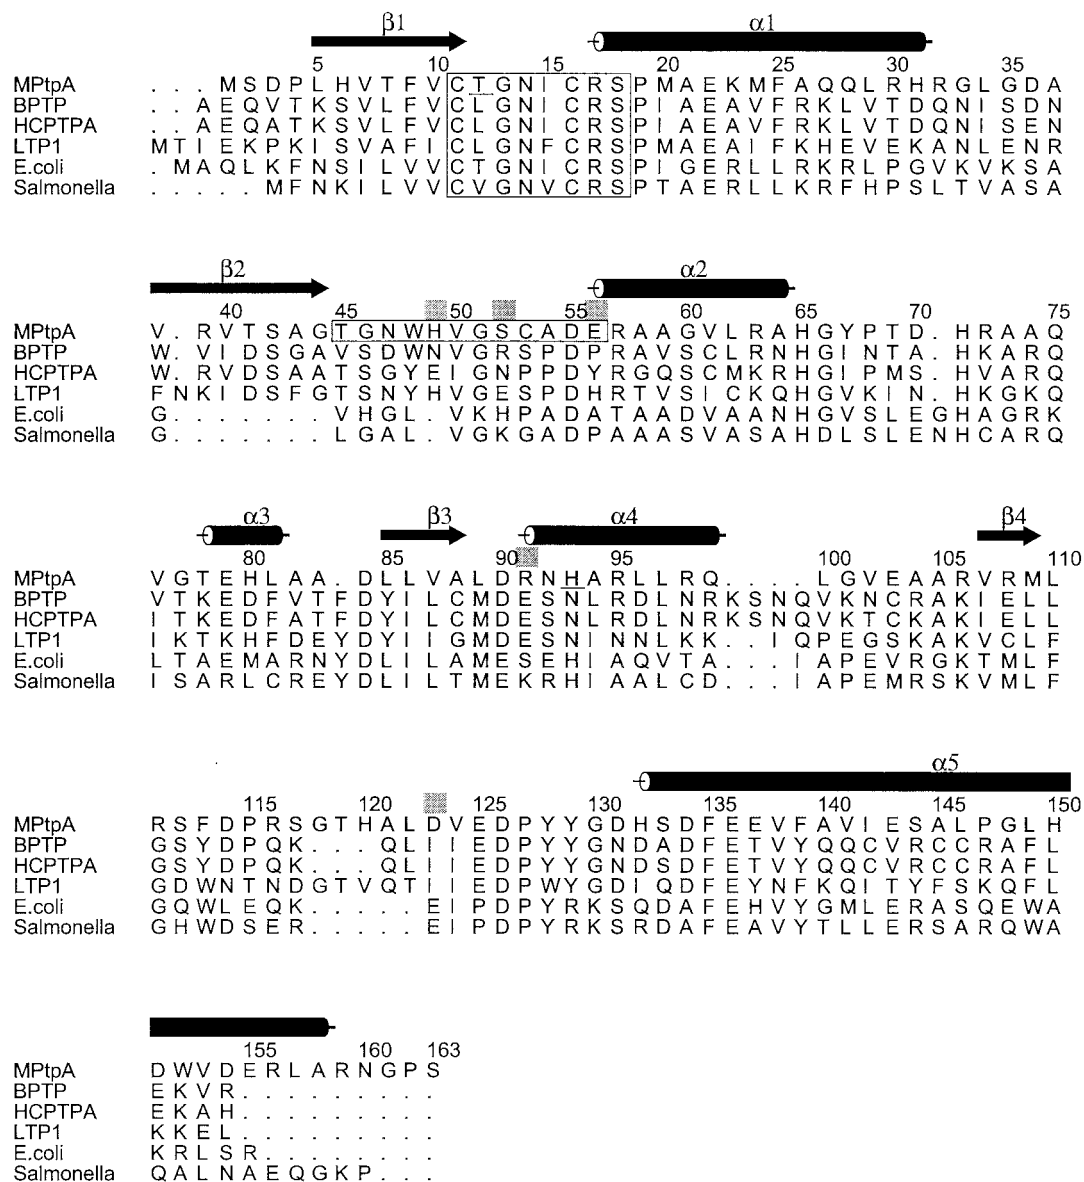 β1 α1
5 10 15 20 25 30 35
MPtpA . . . M S D P L H V T F V C T G N I C R S P M A E K M F A Q Q L R H R G L G D A
BPTP . . A E Q V T K S V L F V C L G N I C R S P I A E A V F R K L V T D Q N I S D N
HCPTPA . . A E Q A T K S V L F V C L G N I C R S P I A E A V F R K L V T D Q N I S E N
LTP1 M T I E K P K I S V A F I C L G N F C R S P M A E A I F K H E V E K A N L E N R
E.coli . M A Q L K F N S I L V V C T G N I C R S P I G E R L L R K R L P G V K V K S A
Salmonella . . . . . M F N K I L V V C V G N V C R S P T A E R L L K R F H P S L T V A S A
β2 α2
40 45 50 55 60 65 70 75
MPtpA V . R V T S A G T G N W H V G S C A D E R A A G V L R A H G Y P T D . H R A A Q
BPTP W . V I D S G A V S D W N V G R S P D P R A V S C L R N H G I N T A . H K A R Q
HCPTPA W . R V D S A A T S G Y E I G N P P D Y R G Q S C M K R H G I P M S . H V A R Q
LTP1 F N K I D S F G T S N Y H V G E S P D H R T V S I C K Q H G V K I N . H K G K Q
E.coli G . . . . . . . V H G L . V K H P A D A T A A D V A A N H G V S L E G H A G R K
Salmonella G . . . . . . . L G A L . V G K G A D P A A A S V A S A H D L S L E N H C A R Q
α3 β3 α4 β4
80 85 90 95 100 105 110
MPtpA V G T E H L A A . D L L V A L D R N H A R L L R Q . . . . L G V E A A R V R M L
BPTP V T K E D F V T F D Y I L C M D E S N L R D L N R K S N Q V K N C R A K I E L L
HCPTPA I T K E D F A T F D Y I L C M D E S N L R D L N R K S N Q V K T C K A K I E L L
LTP1 I K T K H F D E Y D Y I I G M D E S N I N N L K K . . I Q P E G S K A K V C L F
E.coli L T A E M A R N Y D L I L A M E S E H I A Q V T A . . . I A P E V R G K T M L F
Salmonella I S A R L C R E Y D L I L T M E K R H I A A L C D . . . I A P E M R S K V M L F
α5
115 120 125 130 135 140 145 150
MPtpA R S F D P R S G T H A L D V E D P Y Y G D H S D F E E V F A V I E S A L P G L H
BPTP G S Y D P Q K . . . Q L I I E D P Y Y G N D A D F E T V Y Q Q C V R C C R A F L
HCPTPA G S Y D P Q K . . . Q L I I E D P Y Y G N D S D F E T V Y Q Q C V R C C R A F L
LTP1 G D W N T N D G T V Q T I I E D P W Y G D I Q D F E Y N F K Q I T Y F S K Q F L
E.coli G Q W L E Q K . . . . . E I P D P Y R K S Q D A F E H V Y G M L E R A S Q E W A
Salmonella G H W D S E R . . . . . E I P D P Y R K S R D A F E A V Y T L L E R S A R Q W A
155 160 163
MPtpA D W V D E R L A R N G P S
BPTP E K V R . . . . . . . . .
HCPTPA E K A H . . . . . . . . .
LTP1 K K E L . . . . . . . . .
E.coli K R L S R . . . . . . . .
Salmonella Q A L N A E Q G K P . . .